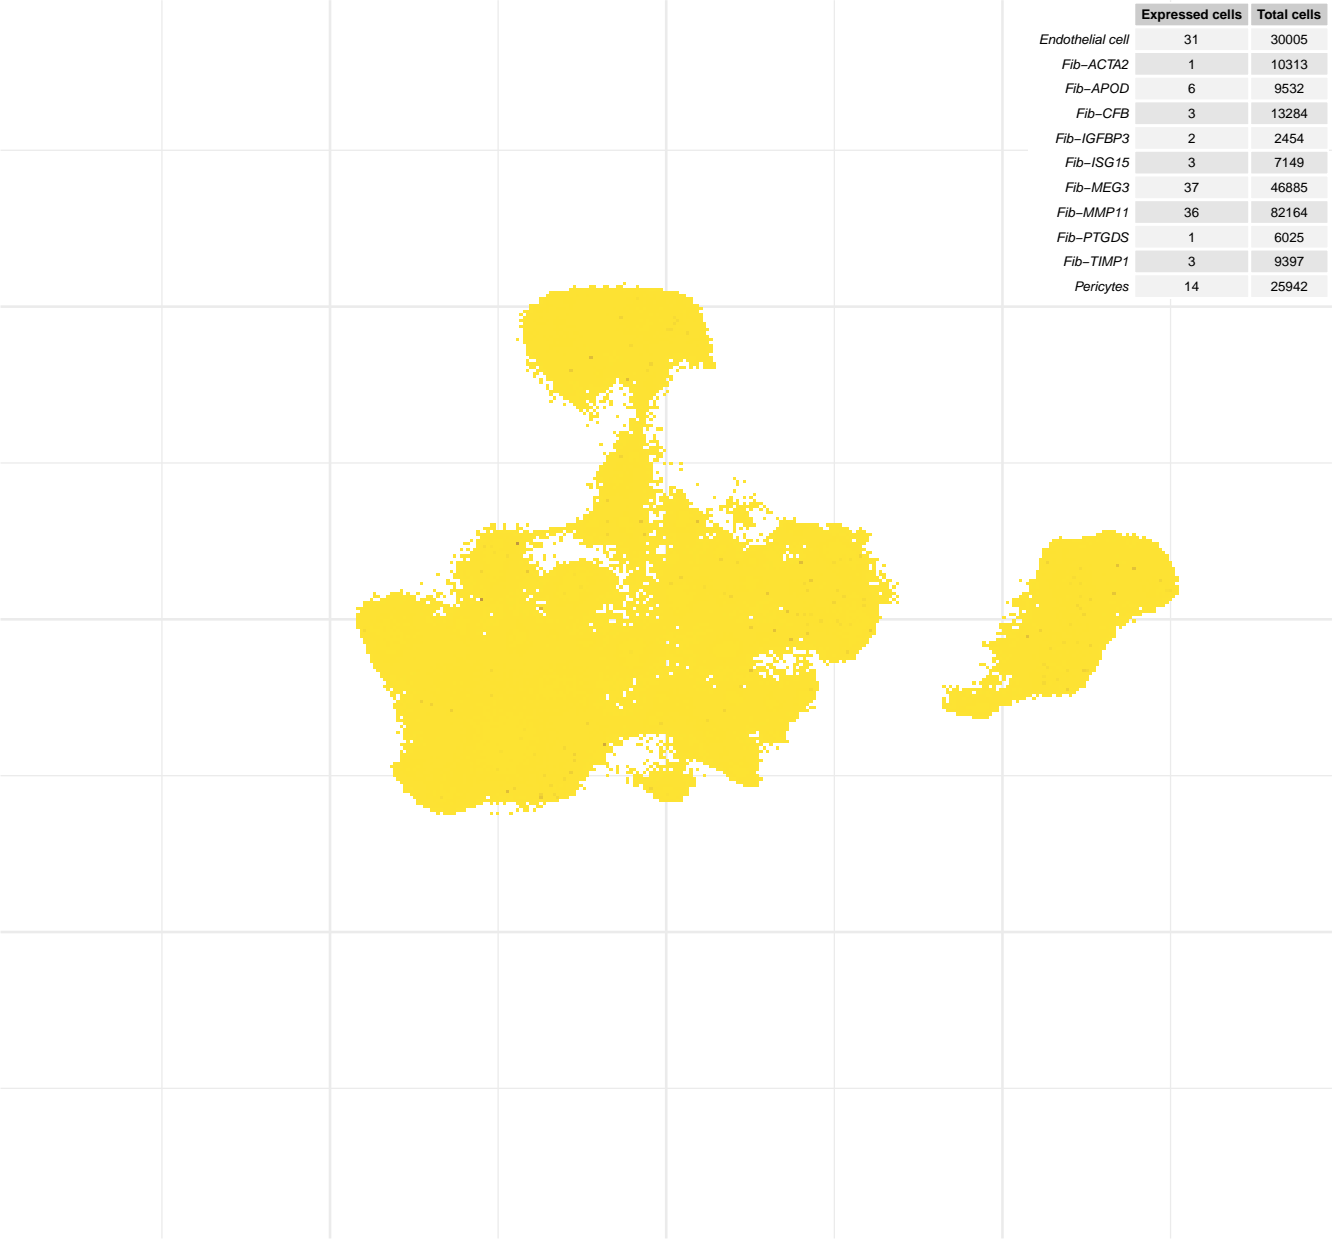 Expressed cells Total cells
Endothelial cell 31 30005
Fib−ACTA2 1 10313
Fib−APOD 6 9532
Fib−CFB 3 13284
Fib−IGFBP3 2 2454
Fib−ISG15 3 7149
Fib−MEG3 37 46885
Fib−MMP11 36 82164
Fib−PTGDS 1 6025
Fib−TIMP1 3 9397
Pericytes 14 25942